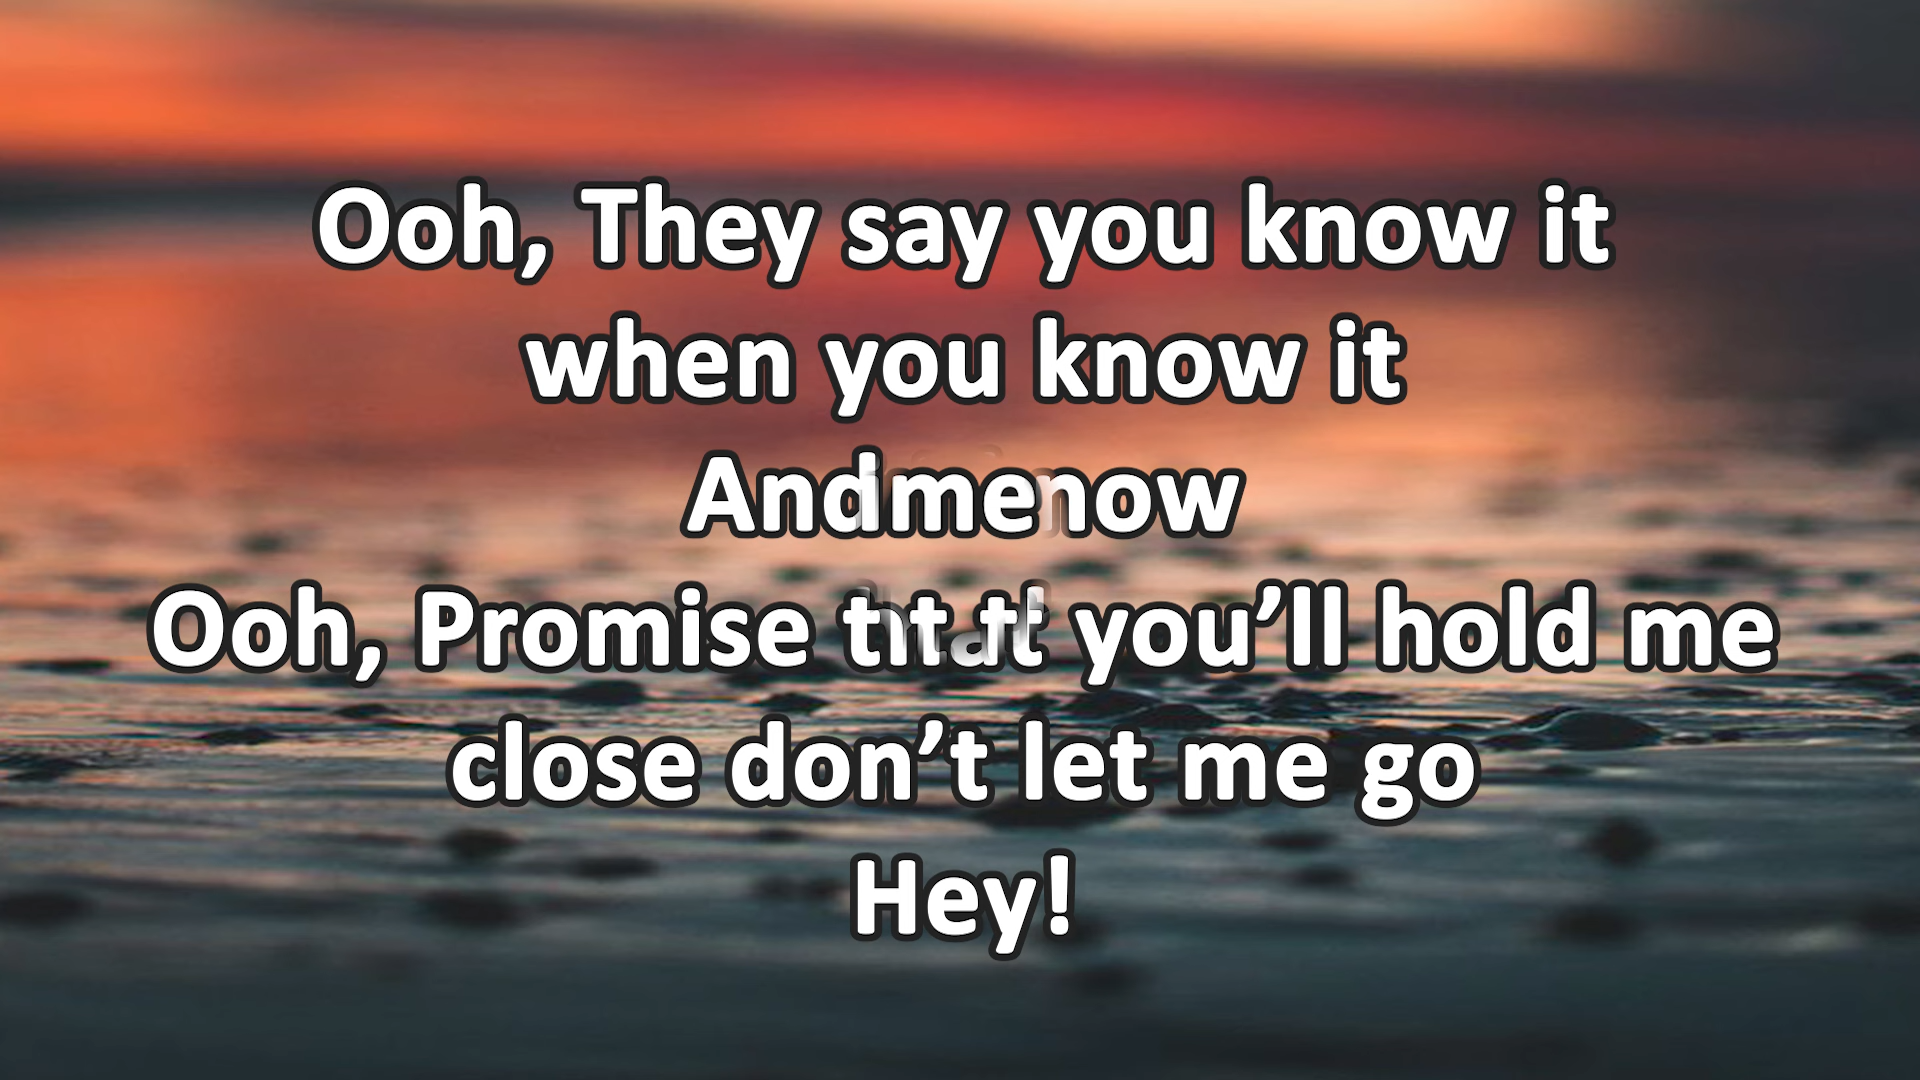 Ooh, They say you know it
when you know it
Ooh, Promise you’ll hold me
close don’t let me go
Hey!